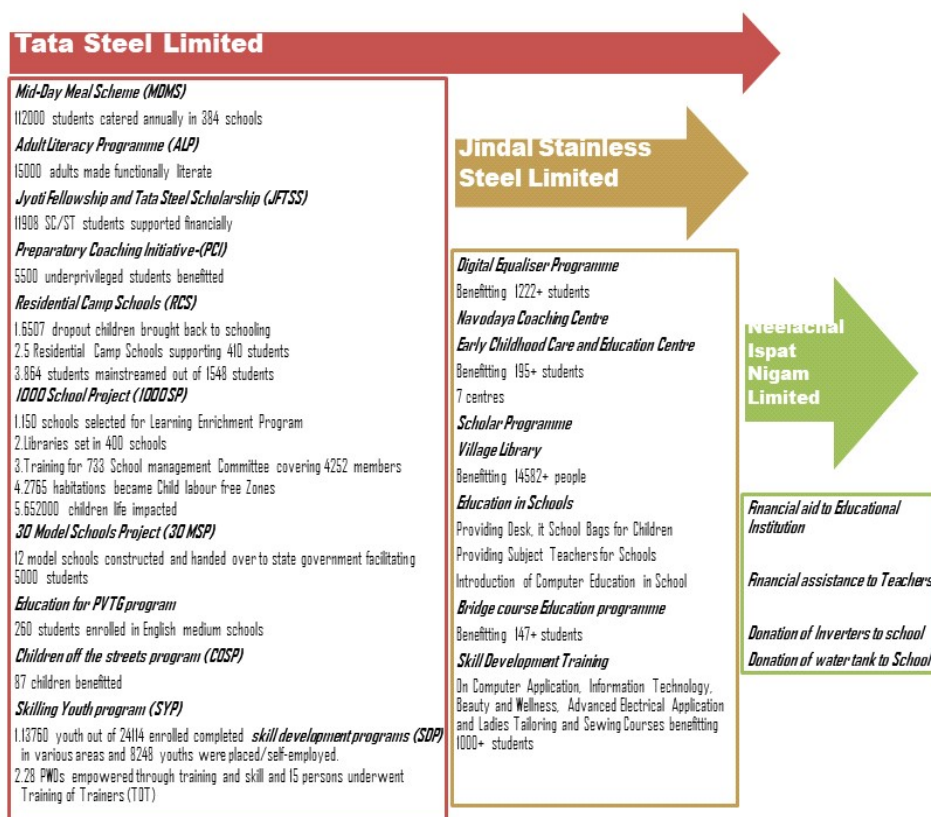 Tata Steel Limited
Mid-Day Meal Scheme (MDMS)
112000 students catered annually in 384 schools
Adult Literacy Programme (ALP)
15000 adults made functionally literate
Jyoti Fellowship and Tata Steel Scholarship (JFTSS)
11908 SC/ST students supported financially
Preparatory Coaching Initiative-(PCI)
5500 underprivileged students benefitted
Residential Camp Schools (RCS)
1.6507 dropout children brought back to schooling
2.5 Residential Camp Schools supporting 410 students
3.864 students mainstreamed out of 1548 students
1000 School Project (1000 SP)
1.150 schools selected for Learning Enrichment Program
2.Libraries set in 400 schools
3.Training for 733 School management Committee covering 4252 members
4.2765 habitations became Child labour free Zones
5.652000 children life impacted
30 Model Schools Project (30 MSP)
12 model schools constructed and handed over to state government facilitating
5000 students
Education for PVTG program
260 students enrolled in English medium schools
Children off the streets program (COSP)
87 children benefitted
Skilling Youth program (SYP)
1.13760 youth out of 24114 enrolled completed skill development programs (SDP)
in various areas and 8248 youths were placed/self-employed.
2.28 PWDs empowered through training and skill and 15 persons underwent
Training of Trainers (TOT)
Jindal Stainless
Steel Limited
Digital Equaliser Programme
Benefitting 1222+ students
Navodaya Coaching Centre
Early Childhood Care and Education Centre
Benefitting 195+ students
7 centres
Scholar Programme
Village Library
Benefitting 14582+ people
Education in Schools
Providing Desk, it School Bags for Children
Providing Subject Teachers for Schools
Introduction of Computer Education in School
Bridge course Education programme
Benefitting 147+ students
Skill Development Training
On Computer Application, Information Technology,
Beauty and Wellness, Advanced Electrical Application
and Ladies Tailoring and Sewing Courses benefitting
1000+ students
Neelachal
Ispat
Nigam
Limited
Financial aid to Educational
Institution
Financial assistance to Teachers
Donation of Inverters to school
Donation of water tank to School